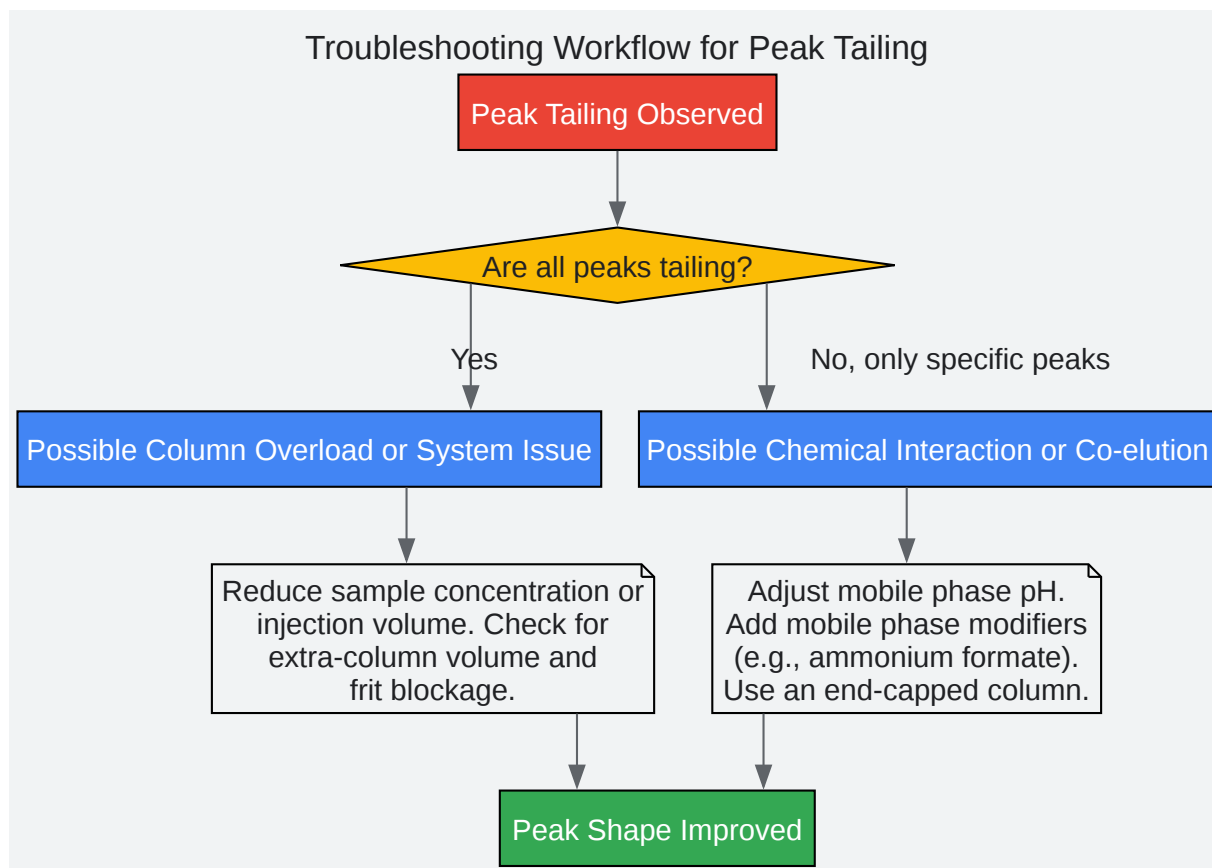 Troubleshooting Workflow for Peak Tailing
Peak Tailing Observed
Are all peaks tailing?
Yes
No, only specific peaks
Possible Column Overload or System Issue
Possible Chemical Interaction or Co-elution
Reduce sample concentration or
injection volume. Check for
extra-column volume and
frit blockage.
Adjust mobile phase pH.
Add mobile phase modifiers
(e.g., ammonium formate).
Use an end-capped column.
Peak Shape Improved